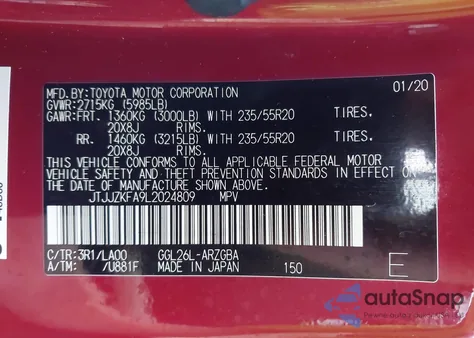 MFD.BY:TOYOTA MOTOR CORPORATION 01/20
GVWR:2715KG (5985LB)
GAWR:FRT. 1360KG (3000LB) WITH 235/55R20 TIRES.
20X8J RIMS.
RR. 1460KG (3215LB) WITH 235/55R20 TIRES.
20X8J RIMS.
THIS VEHICLE CONFORMS TO ALL APPLICABLE FEDERAL MOTOR
VEHICLE SAFETY AND THEFT PREVENTION STANDARDS IN EFFECT ON
THE DATE OF MANUFACTURE SHOWN ABOVE.
JTJJZKFA9L2024809 MPV
C/TR:3R1/LA00 GGL26L-ARZGBA
A/TM: /U881F MADE IN JAPAN 150 E
autoSnap